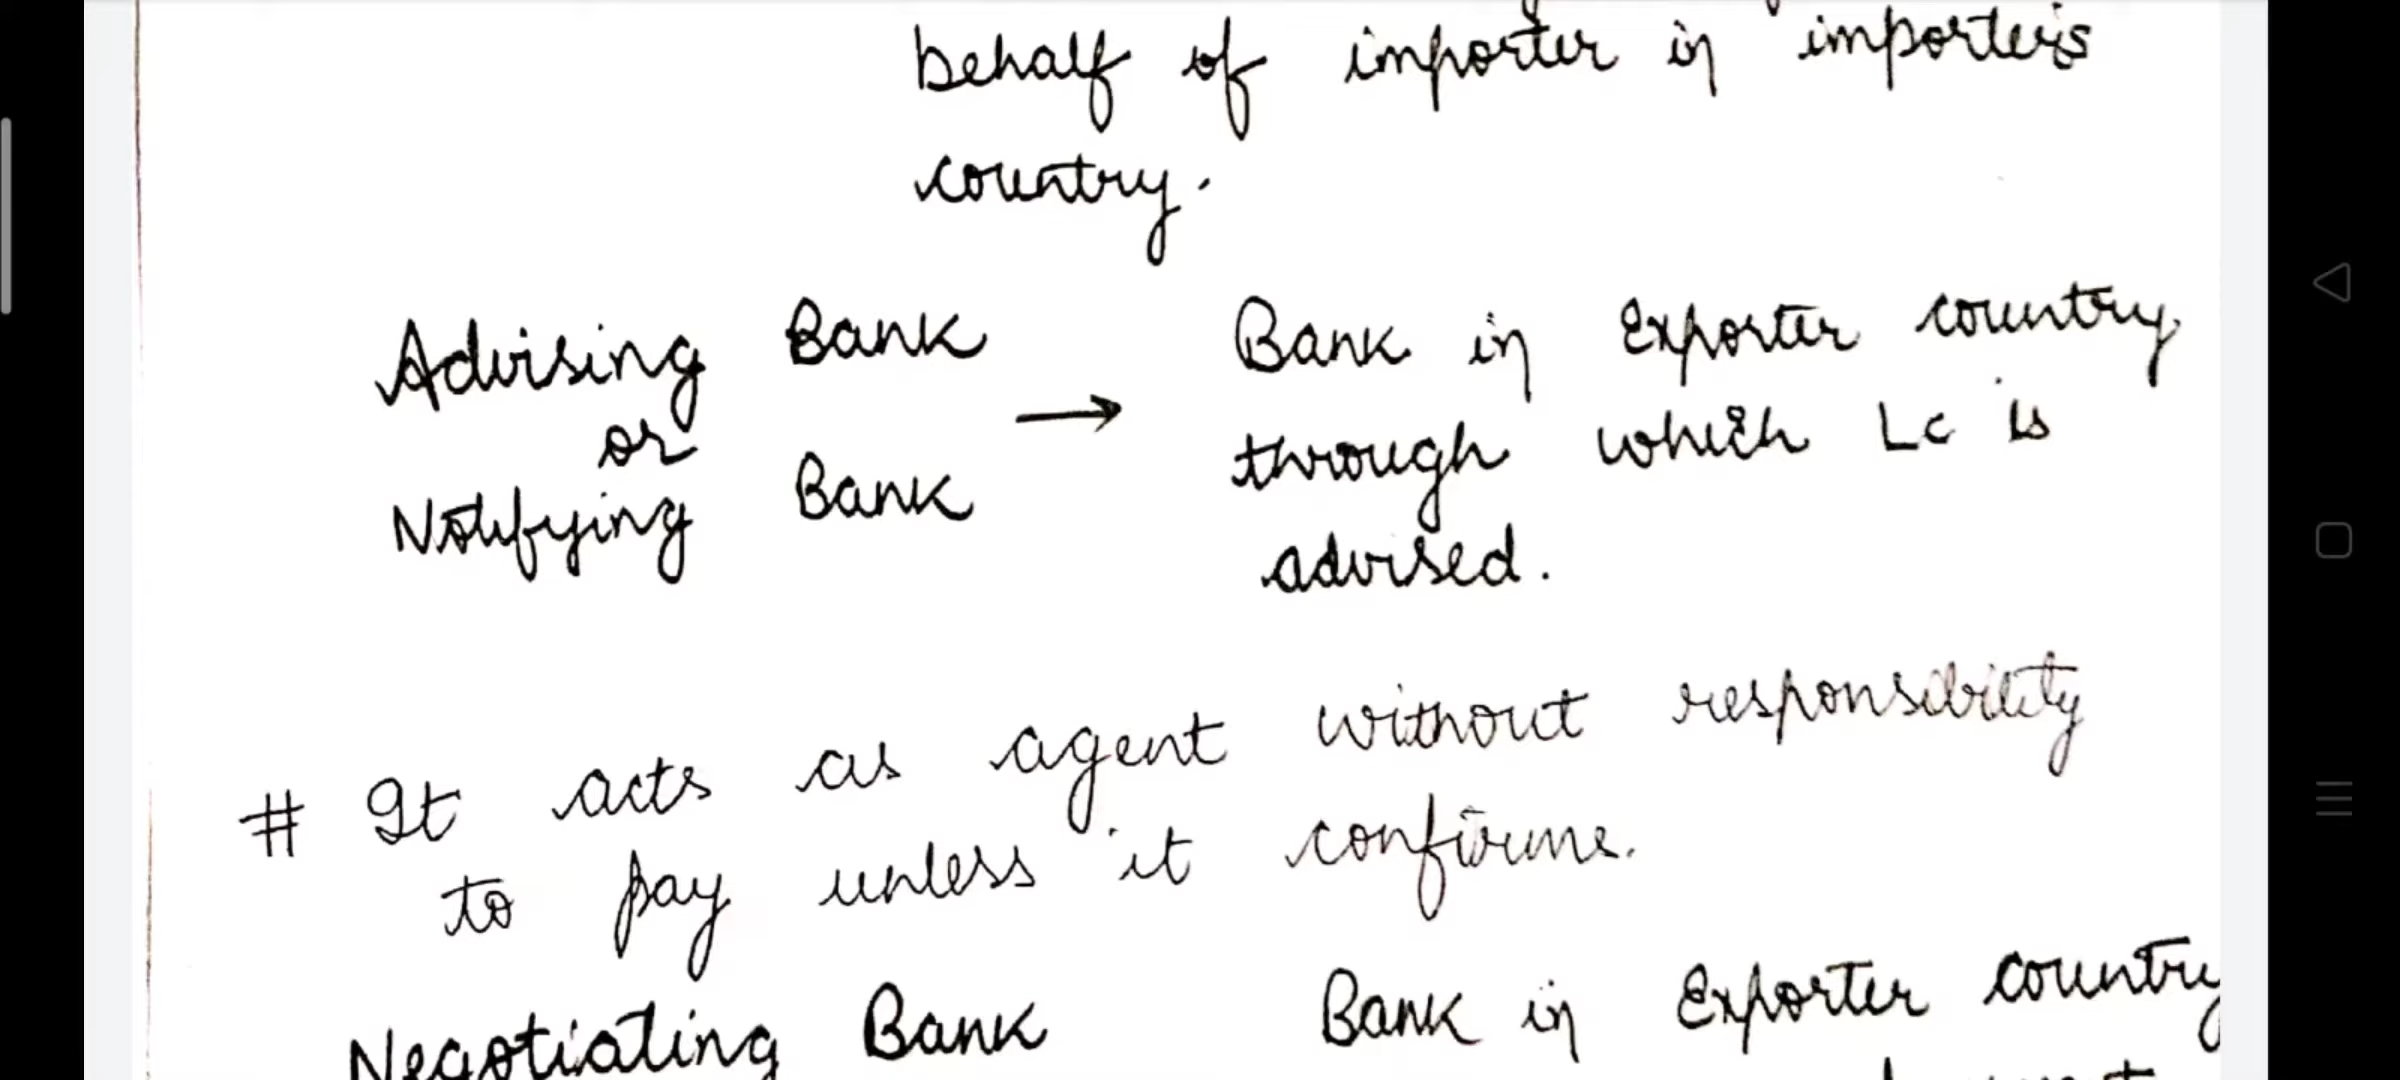 behalf of importer in importer's
country.
Advising Bank
or
Notifying Bank
→ Bank in Exporter country
through which LC is
advised.
# It acts as agent without responsibility
to pay unless it confirms.
Negotiating Bank Bank in Exporter country